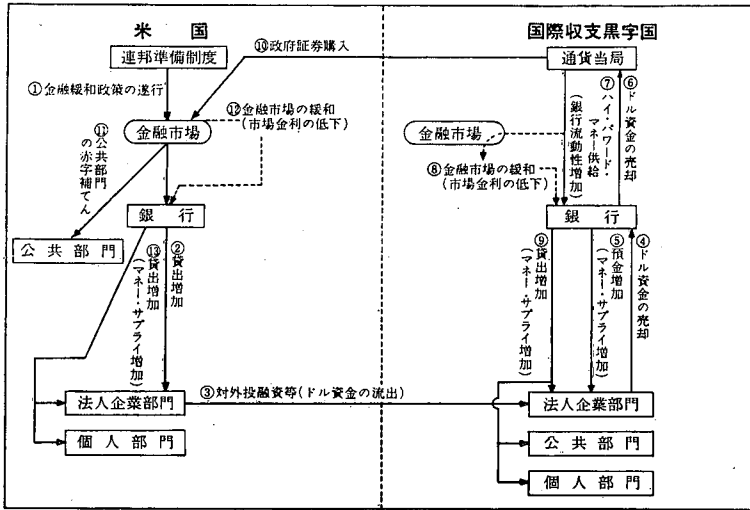 米国
連邦準備制度
①金融緩和政策の遂行
金融市場
⑫金融市場の緩和
(市場金利の低下)
⑪公共部門
の赤字補てん
銀行
公共部門
②貸出増加
⑬貸出増加
(マネー・サプライ増加)
法人企業部門
個人部門
⑩政府証券購入
③対外投融資等(ドル資金の流出)
国際収支黒字国
通貨当局
⑥ドル資金の売却
⑦ハイ・パワード・
マネー供給
(銀行流動性増加)
金融市場
⑧金融市場の緩和
(市場金利の低下)
銀行
④ドル資金の売却
⑤預金増加
(マネー・サプライ増加)
⑨貸出増加
(マネー・サプライ増加)
法人企業部門
公共部門
個人部門